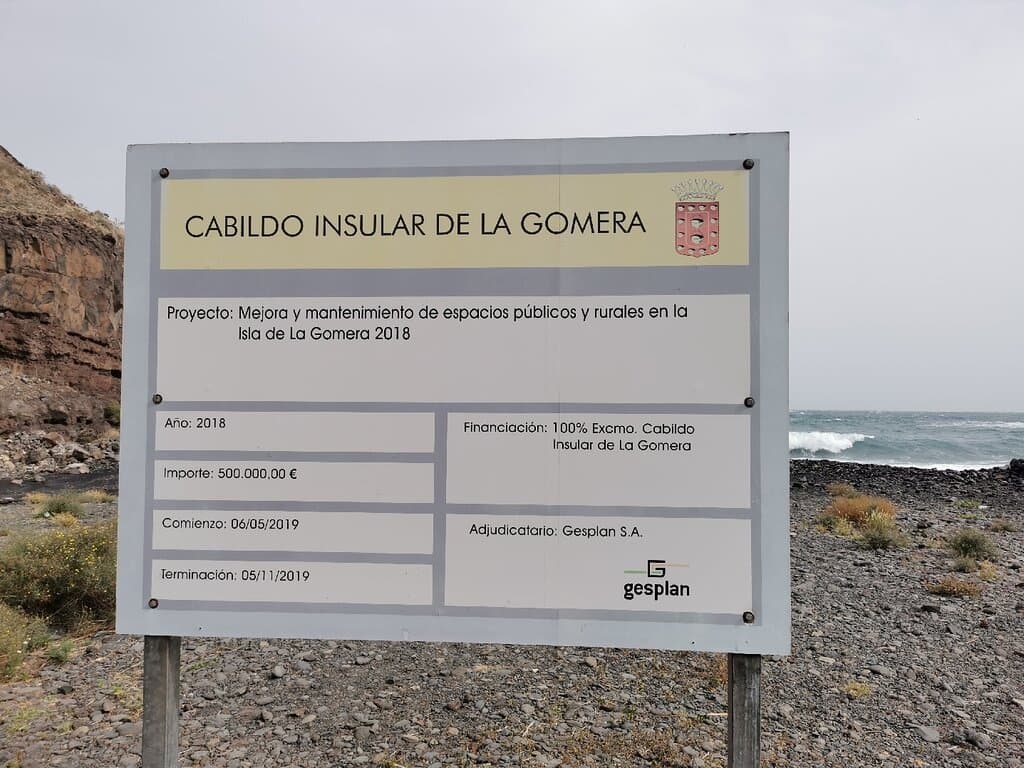 CABILDO INSULAR DE LA GOMERA
Proyecto: Mejora y mantenimiento de espacios públicos y rurales en la
Isla de La Gomera 2018
Año: 2018
Importe: 500.000,00 €
Comienzo: 06/05/2019
Terminación: 05/11/2019
Financiación: 100% Excmo. Cabildo
Insular de La Gomera
Adjudicatario: Gesplan S.A.
gesplan